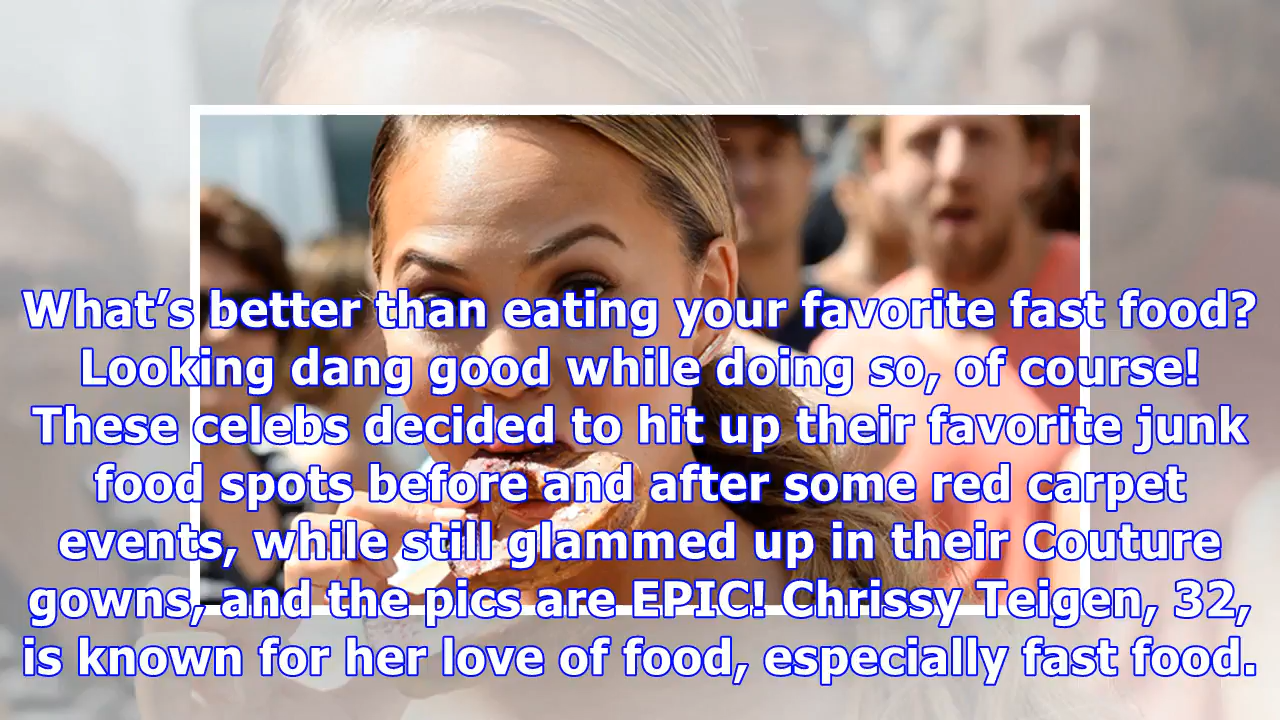 What’s better than eating your favorite fast food?
Looking dang good while doing so, of course!
These celebs decided to hit up their favorite junk
food spots before and after some red carpet
events, while still glammed up in their Couture
gowns, and the pics are EPIC! Chrissy Teigen, 32,
is known for her love of food, especially fast food.